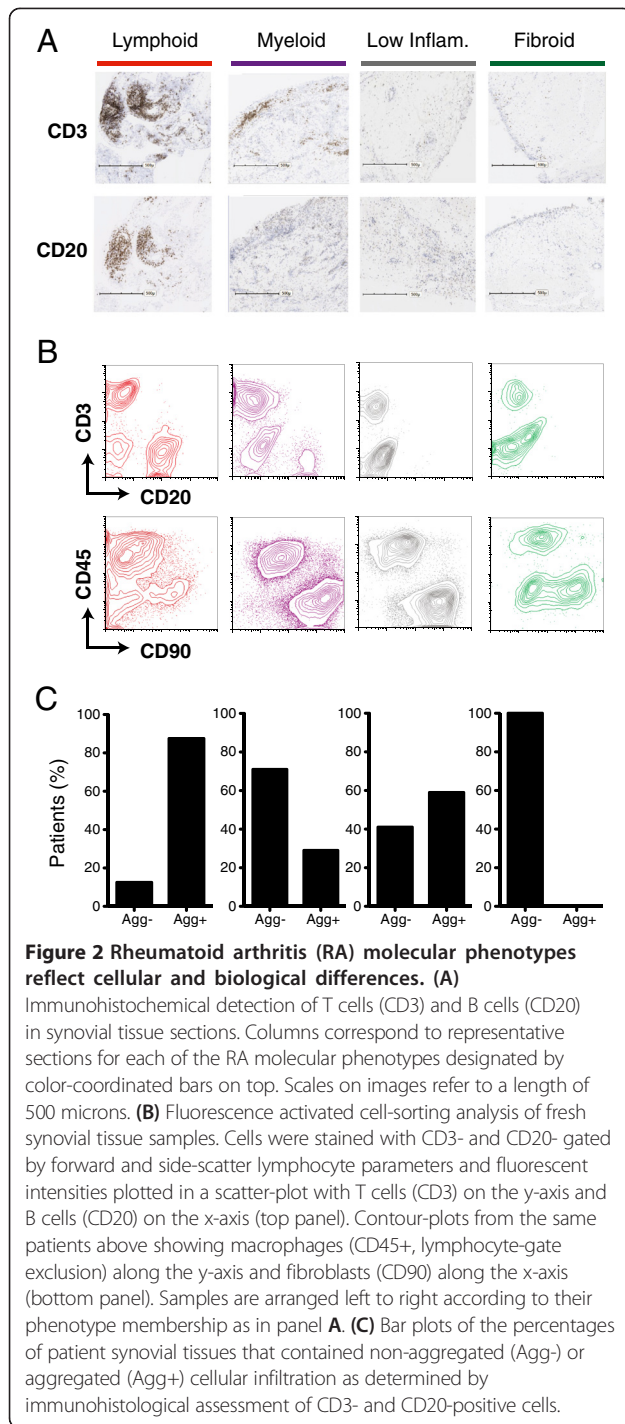 A
Lymphoid Myeloid Low Inflam. Fibroid
CD3
500µ 500µ 500µ 500µ
CD20
500µ 500µ 500µ 500µ
B
CD3
CD20
CD45
CD90
C
100 100 100 100
80 80 80 80
60 60 60 60
40 40 40 40
20 20 20 20
0 0 0 0
Patients (%)
Agg- Agg+ Agg- Agg+ Agg- Agg+ Agg- Agg+
Figure 2 Rheumatoid arthritis (RA) molecular phenotypes
reflect cellular and biological differences. (A)
Immunohistochemical detection of T cells (CD3) and B cells (CD20)
in synovial tissue sections. Columns correspond to representative
sections for each of the RA molecular phenotypes designated by
color-coordinated bars on top. Scales on images refer to a length of
500 microns. (B) Fluorescence activated cell-sorting analysis of fresh
synovial tissue samples. Cells were stained with CD3- and CD20- gated
by forward and side-scatter lymphocyte parameters and fluorescent
intensities plotted in a scatter-plot with T cells (CD3) on the y-axis and
B cells (CD20) on the x-axis (top panel). Contour-plots from the same
patients above showing macrophages (CD45+, lymphocyte-gate
exclusion) along the y-axis and fibroblasts (CD90) along the x-axis
(bottom panel). Samples are arranged left to right according to their
phenotype membership as in panel A. (C) Bar plots of the percentages
of patient synovial tissues that contained non-aggregated (Agg-) or
aggregated (Agg+) cellular infiltration as determined by
immunohistological assessment of CD3- and CD20-positive cells.